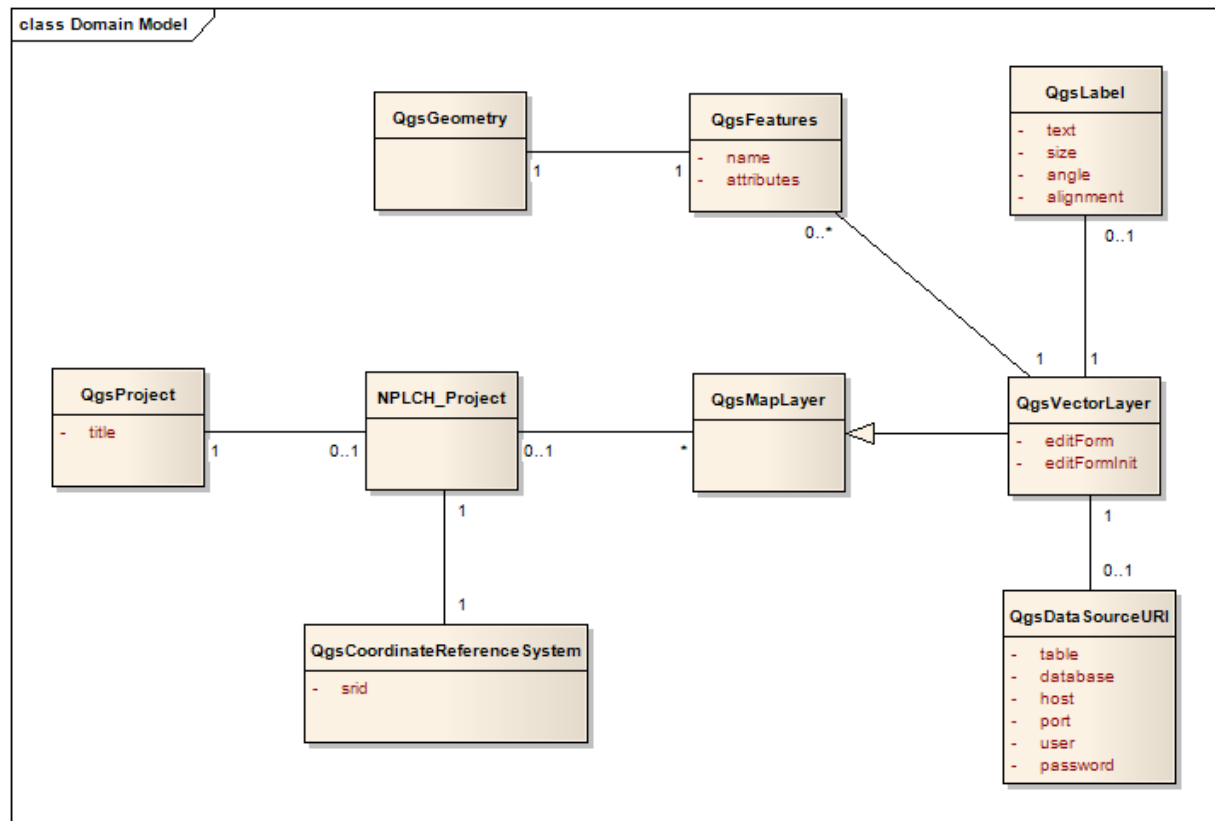 class Domain Model
QgsGeometry
QgsFeatures
- name
- attributes
1
1
0..*
QgsLabel
- text
- size
- angle
- alignment
0..1
1
1
QgsProject
- title
1
0..1
NPLCH_Project
0..1
*
QgsMapLayer
QgsVectorLayer
- editForm
- editFormInit
1
1
0..1
1
QgsCoordinateReferenceSystem
- srid
QgsDataSourceURI
- table
- database
- host
- port
- user
- password